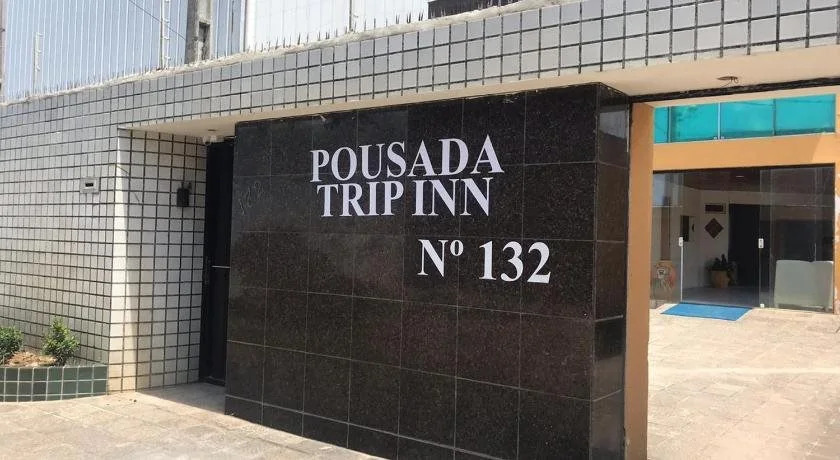 POUSADA
TRIP INN
Nº 132